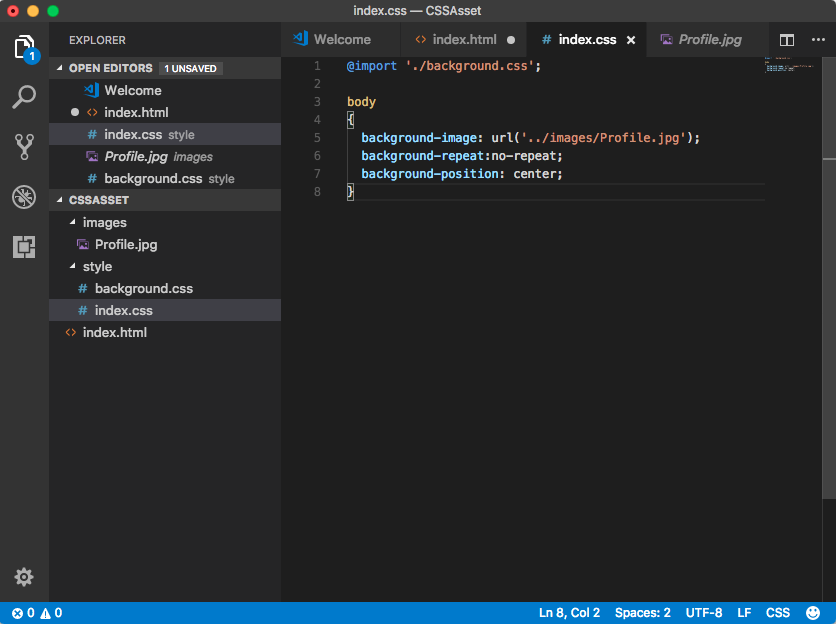 index.css — CSSAsset
EXPLORER
Welcome
index.html
index.css
Profile.jpg
1
OPEN EDITORS 1 UNSAVED
Welcome
index.html
index.css style
Profile.jpg images
background.css style
CSSASSET
images
Profile.jpg
style
background.css
index.css
index.html
1 @import './background.css';
2
3 body
4 {
5 background-image: url('../images/Profile.jpg');
6 background-repeat:no-repeat;
7 background-position: center;
8 }
0 0 Ln 8, Col 2 Spaces: 2 UTF-8 LF CSS